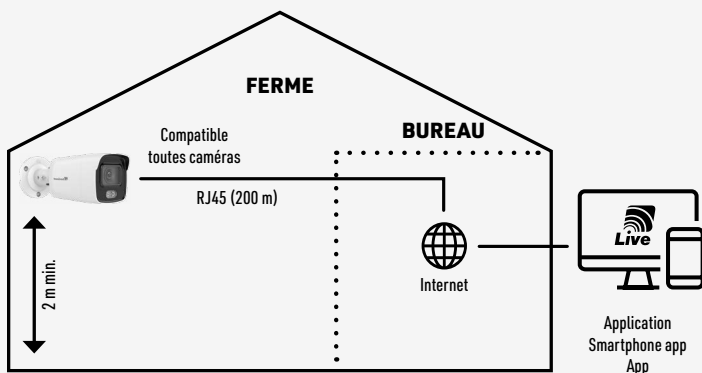 FERME
BUREAU
Compatible
toutes caméras
RJ45 (200 m)
2 m min.
Internet
Live
Application
Smartphone app
App